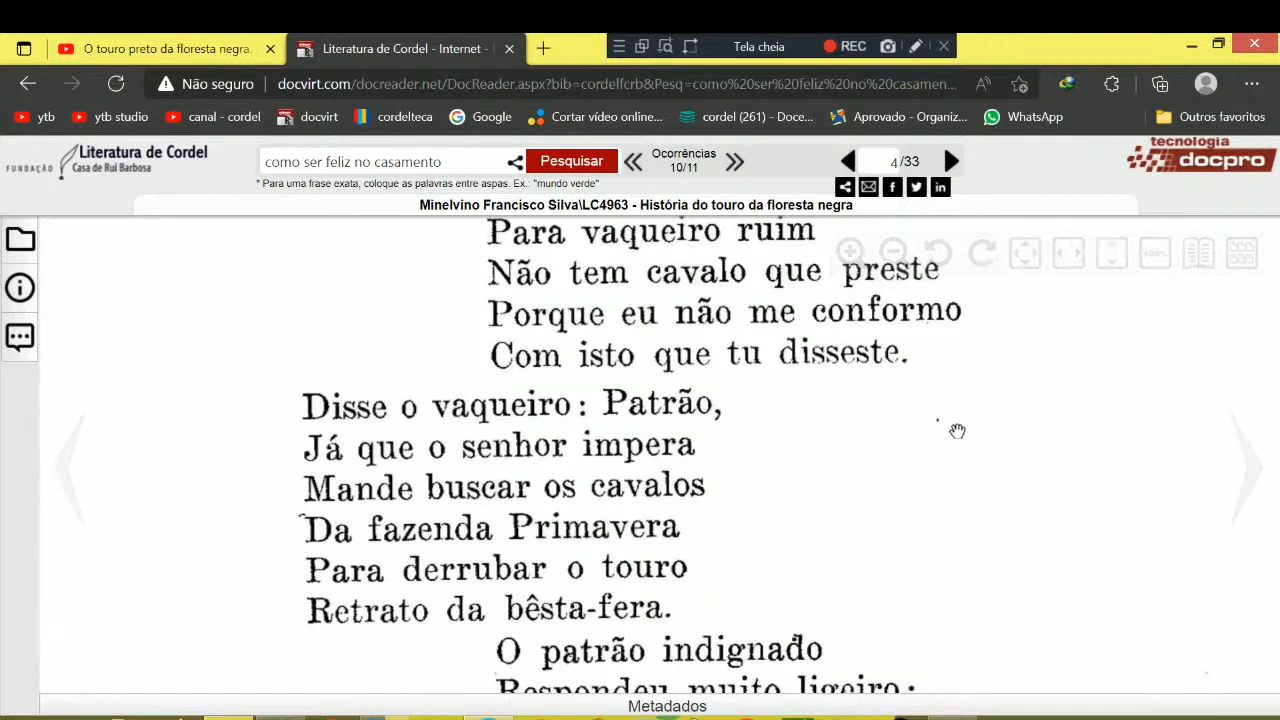 O touro preto da floresta negra.
Literatura de Cordel - Internet -
Tela cheia
REC
Não seguro
docvirt.com/docreader.net/DocReader.aspx?bib=cordelfcrb&Pesq=como%20ser%20feliz%20no%20casamen...
ytb
ytb studio
canal - cordel
docvirt
cordelteca
Google
Cortar vídeo online...
cordel (261) - Doce...
Aprovado - Organiz...
WhatsApp
Outros favoritos
FUNDAÇÃO
Literatura de Cordel
Casa de Rui Barbosa
como ser feliz no casamento
Pesquisar
Ocorrências
10/11
4 /33
tecnologia
docpro
* Para uma frase exata, coloque as palavras entre aspas. Ex.: "mundo verde"
Minelvino Francisco Silva\LC4963 - História do touro da floresta negra
Para vaqueiro ruim
Não tem cavalo que preste
Porque eu não me conformo
Com isto que tu disseste.
Disse o vaqueiro: Patrão,
Já que o senhor impera
Mande buscar os cavalos
Da fazenda Primavera
Para derrubar o touro
Retrato da bêsta-fera.
O patrão indignado
Respondeu muito ligeiro:
Metadados